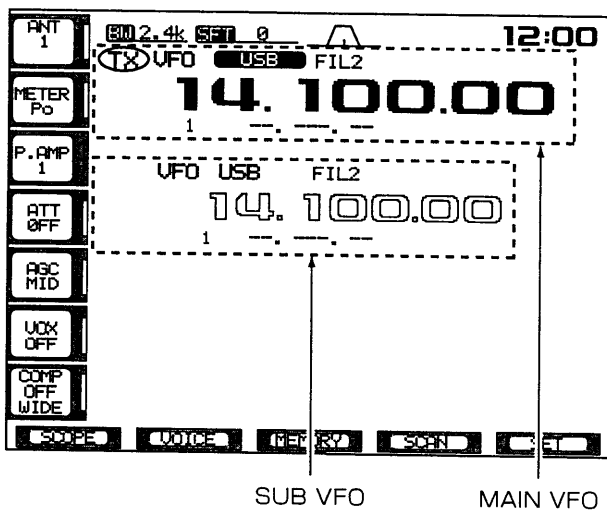 ANT
1
BW 2.4k SFT 0
12:00
TX VFO USB FIL2
14.100.00
1 --.---.--
METER
Po
P.AMP
1
VFO USB FIL2
14.100.00
1 --.---.--
ATT
OFF
AGC
MID
VOX
OFF
COMP
OFF
WIDE
SCOPE VOICE MEMORY SCAN SET
SUB VFO MAIN VFO